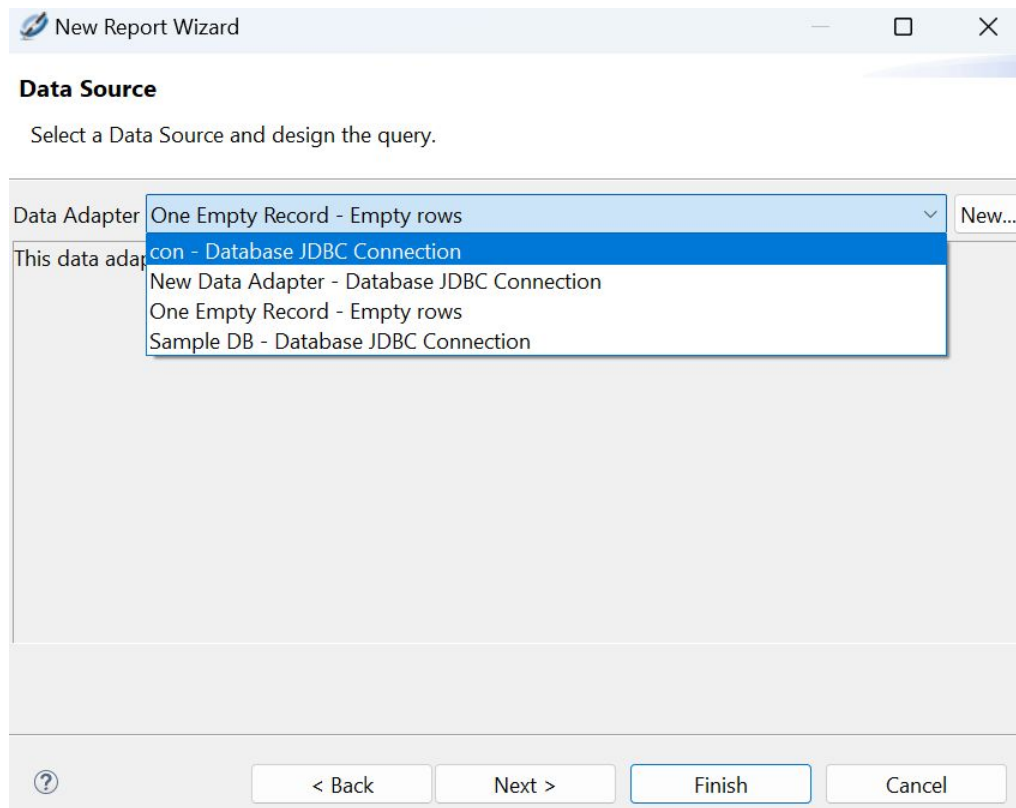 New Report Wizard
Data Source
Select a Data Source and design the query.
Data Adapter One Empty Record - Empty rows New...
This data adap
con - Database JDBC Connection
New Data Adapter - Database JDBC Connection
One Empty Record - Empty rows
Sample DB - Database JDBC Connection
? < Back Next > Finish Cancel